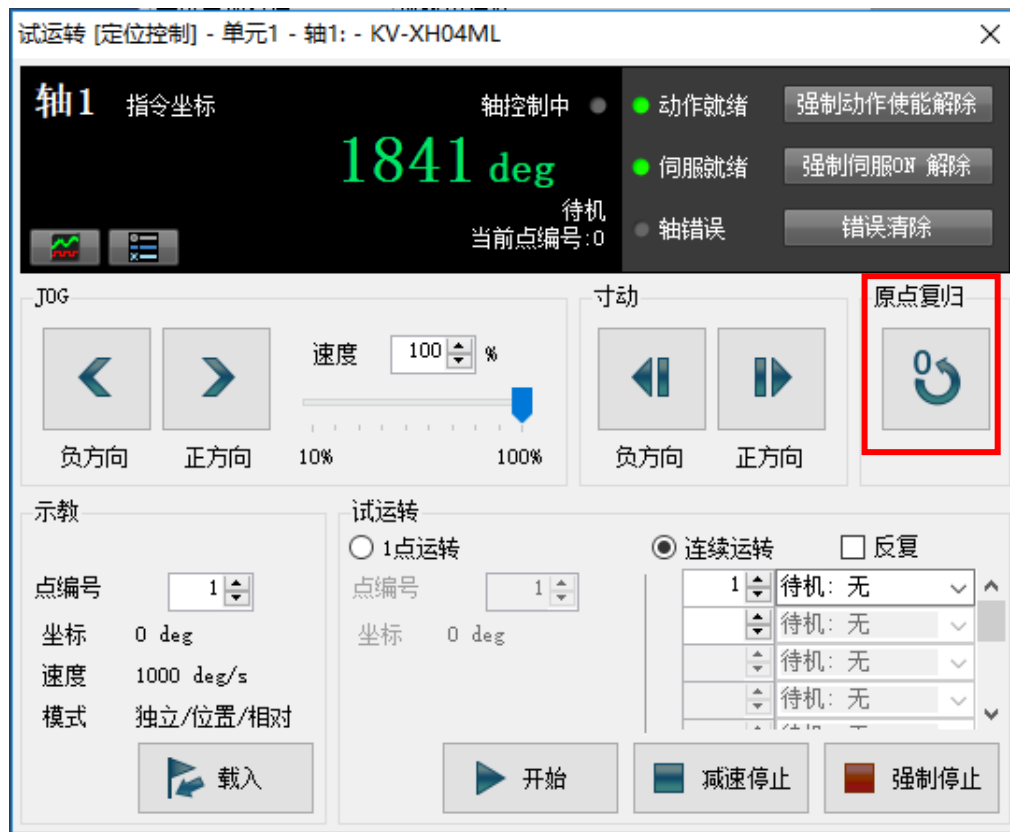 试运转 [定位控制] - 单元1 - 轴1: - KV-XH04ML
轴1 指令坐标 轴控制中
1841 deg
待机
当前点编号:0
动作就绪 强制动作使能解除
伺服就绪 强制伺服ON 解除
轴错误 错误清除
JOG
速度 100 %
10% 100%
负方向 正方向
寸动
负方向 正方向
原点复归
0
示教
点编号 1
坐标 0 deg
速度 1000 deg/s
模式 独立/位置/相对
载入
试运转
1点运转
点编号 1
坐标 0 deg
连续运转 反复
1 待机: 无
待机: 无
待机: 无
待机: 无
开始 减速停止 强制停止